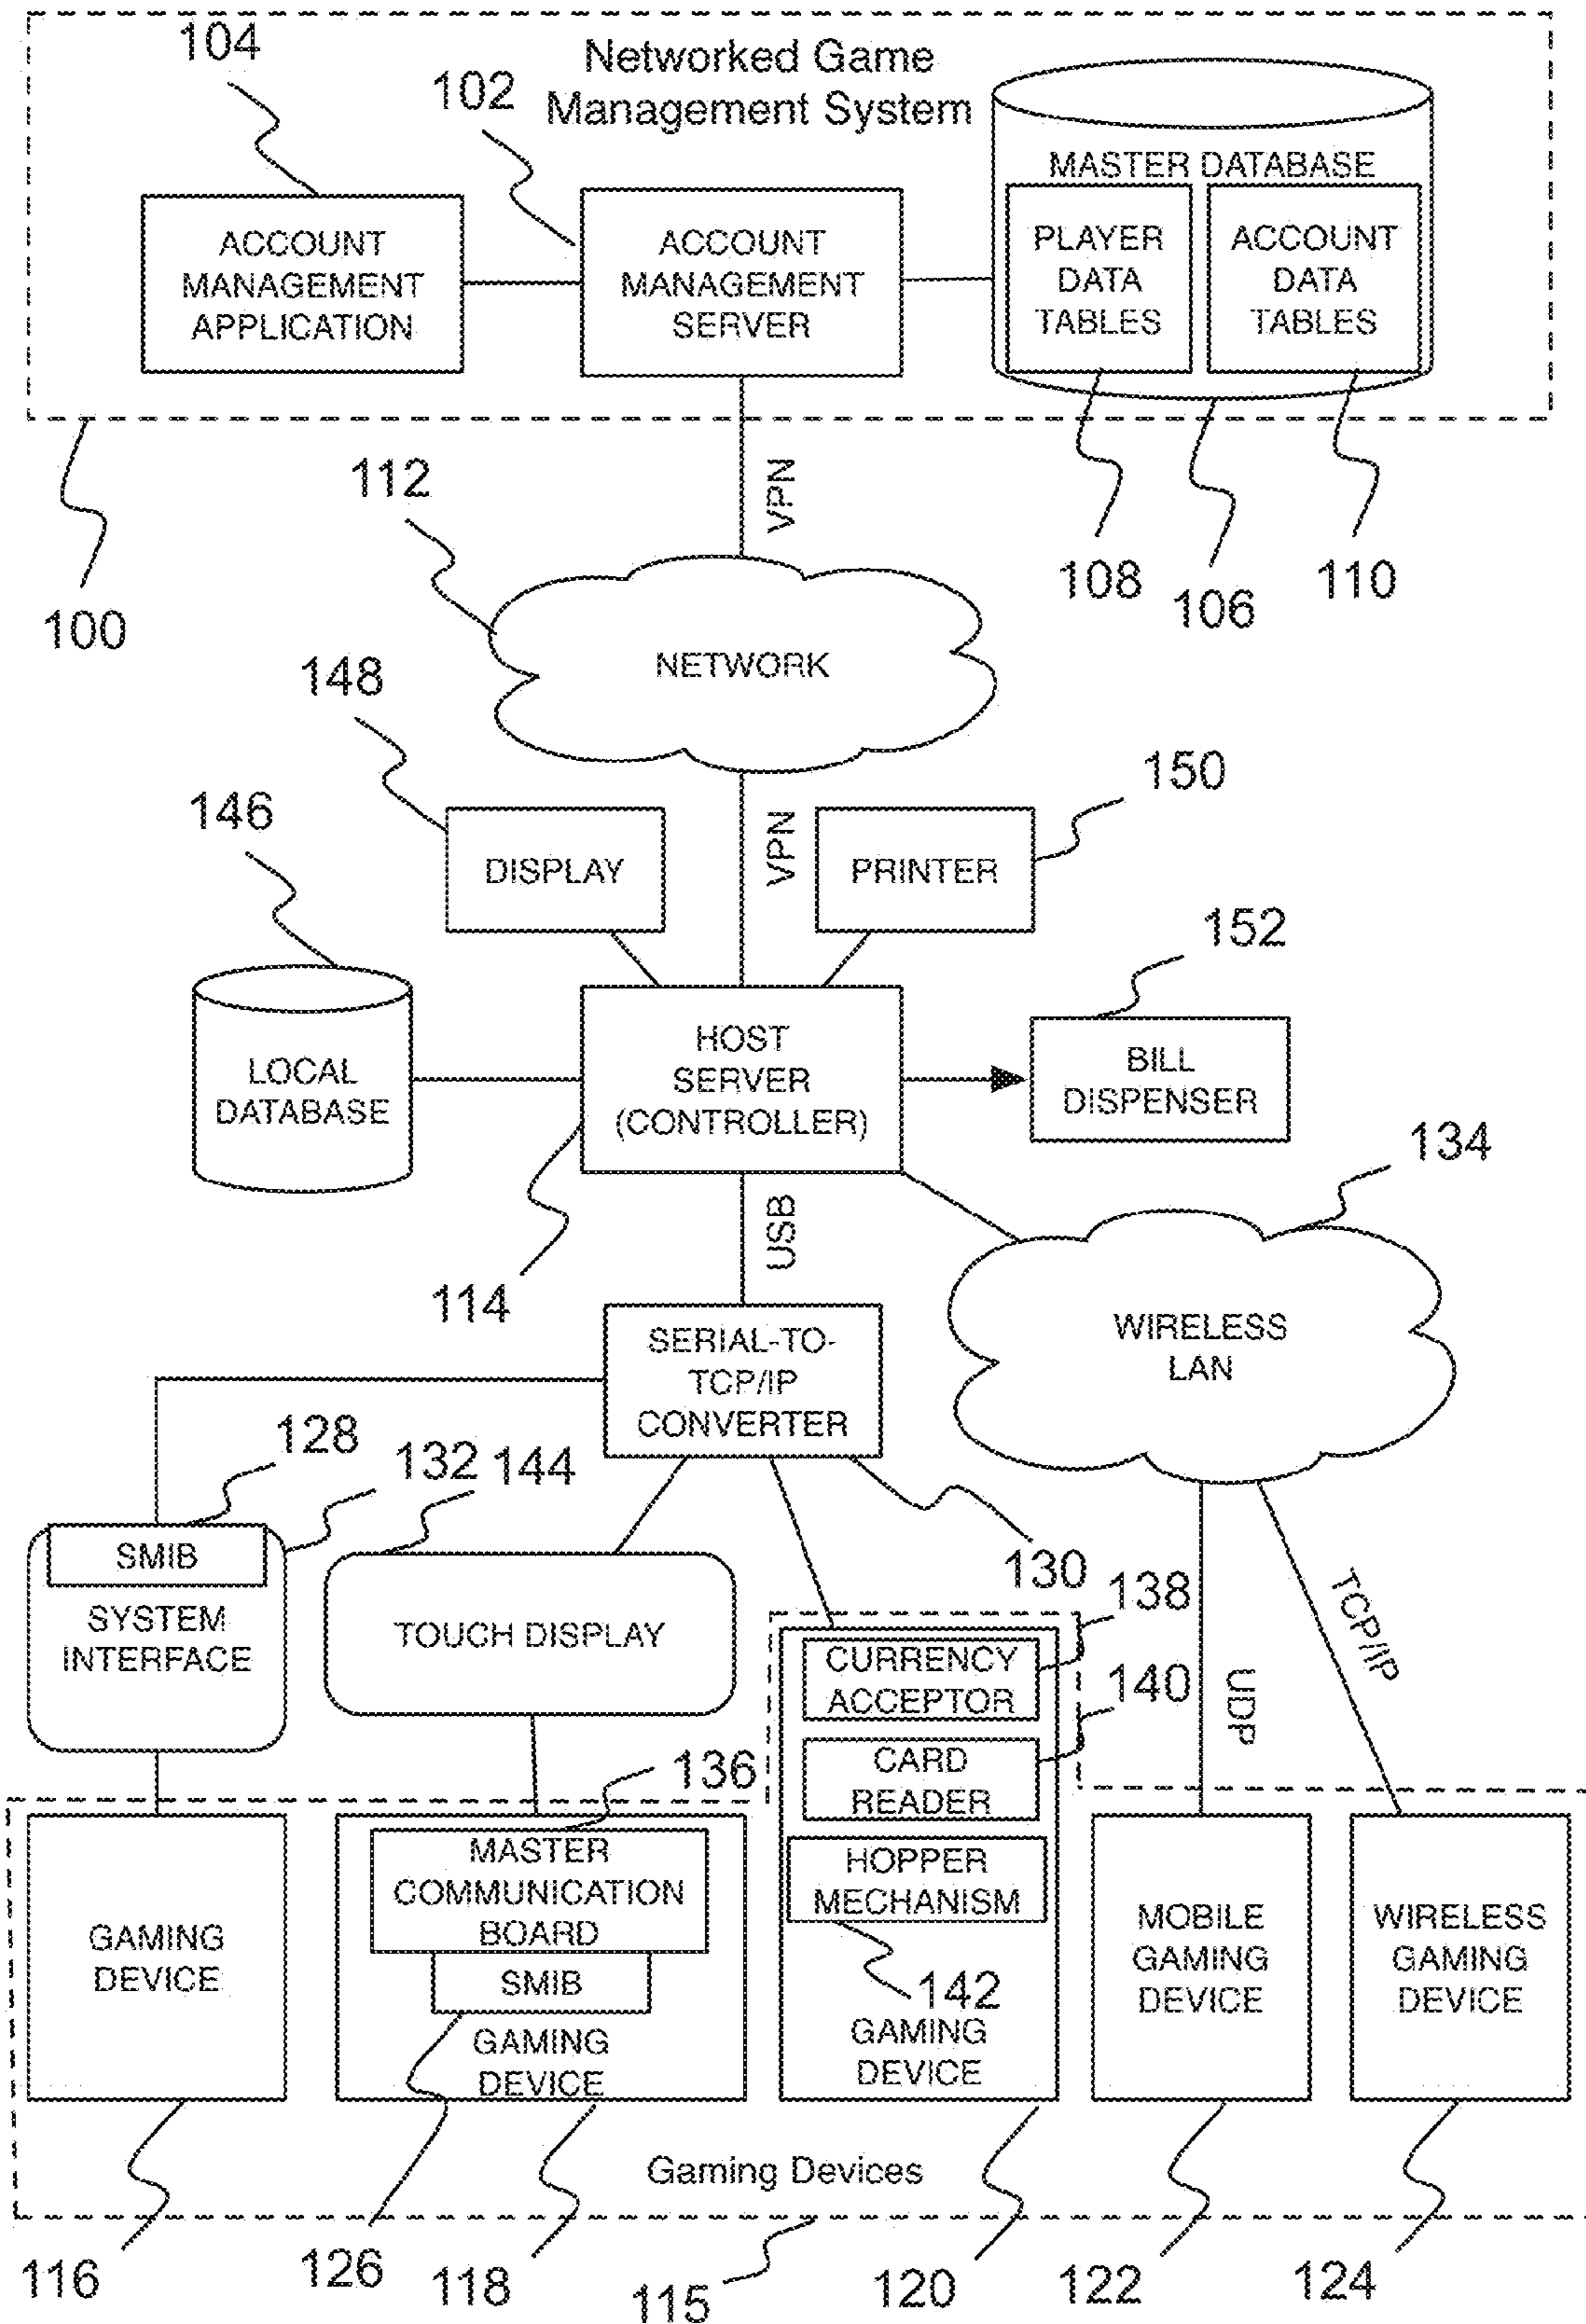 104
Networked Game
Management System
102
MASTER DATABASE
ACCOUNT
MANAGEMENT
APPLICATION
ACCOUNT
MANAGEMENT
SERVER
PLAYER
DATA
TABLES
ACCOUNT
DATA
TABLES
112
VPN
108
106
110
100
NETWORK
148
150
146
DISPLAY
VPN
PRINTER
152
LOCAL
DATABASE
HOST
SERVER
(CONTROLLER)
BILL
DISPENSER
134
114
USB
SERIAL-TO-
TCP/IP
CONVERTER
WIRELESS
LAN
128
132
144
130
138
SMIB
SYSTEM
INTERFACE
TOUCH DISPLAY
CURRENCY
ACCEPTOR
140
UDP
TCP/IP
136
CARD
READER
MASTER
COMMUNICATION
BOARD
HOPPER
MECHANISM
GAMING
DEVICE
SMIB
142
MOBILE
GAMING
DEVICE
WIRELESS
GAMING
DEVICE
GAMING
DEVICE
GAMING
DEVICE
Gaming Devices
116
126
118
115
120
122
124